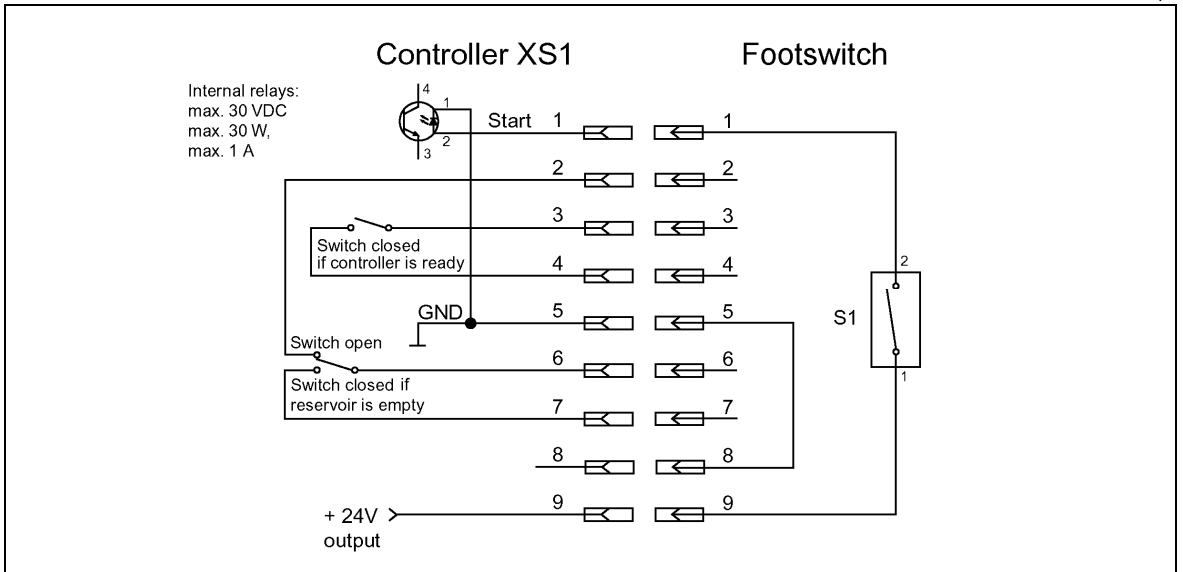 Controller XS1
Footswitch
Internal relays:
max. 30 VDC
max. 30 W,
max. 1 A
4
1
2
3
Start 1
1
2
2
3
3
Switch closed
if controller is ready
4
4
GND
5
5
Switch open
6
6
Switch closed if
reservoir is empty
7
7
8
8
+ 24V
output
9
9
2
S1
1